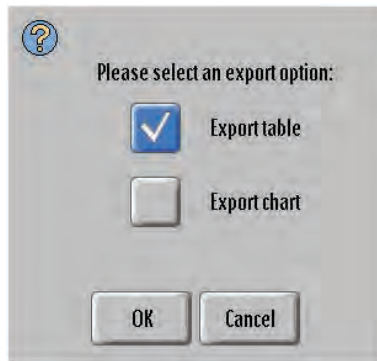 Please select an export option:
Export table
Export chart
OK
Cancel